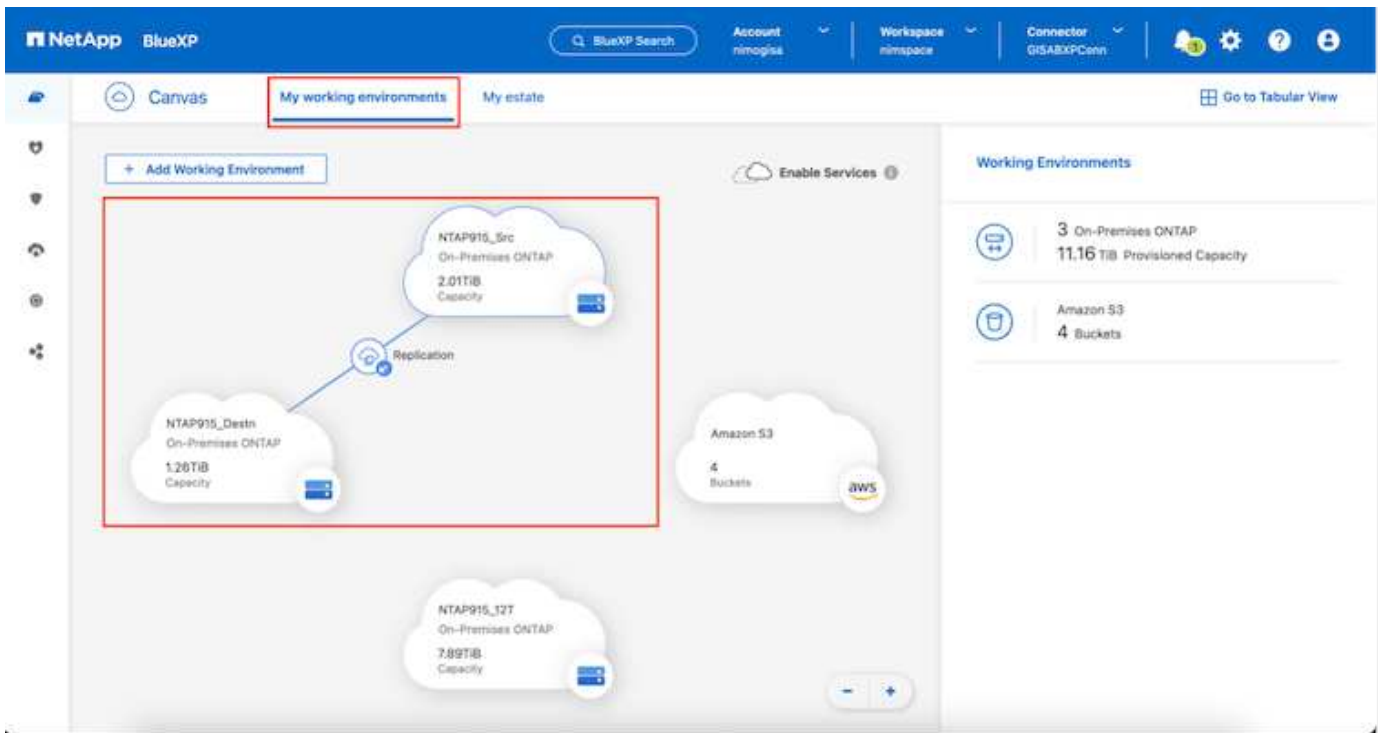 NetApp BlueXP
BlueXP Search
Account
nimogisa
Workspace
nimspace
Connector
GISABXPConn
1
Canvas
My working environments
My estate
Go to Tabular View
+ Add Working Environment
Enable Services
Working Environments
NTAP915_Src
On-Premises ONTAP
2.01TiB
Capacity
3 On-Premises ONTAP
11.16 TiB Provisioned Capacity
Amazon S3
4 Buckets
Replication
NTAP915_Destn
On-Premises ONTAP
1.26TiB
Capacity
Amazon S3
4
Buckets
aws
NTAP915_12T
On-Premises ONTAP
7.89TiB
Capacity
- +